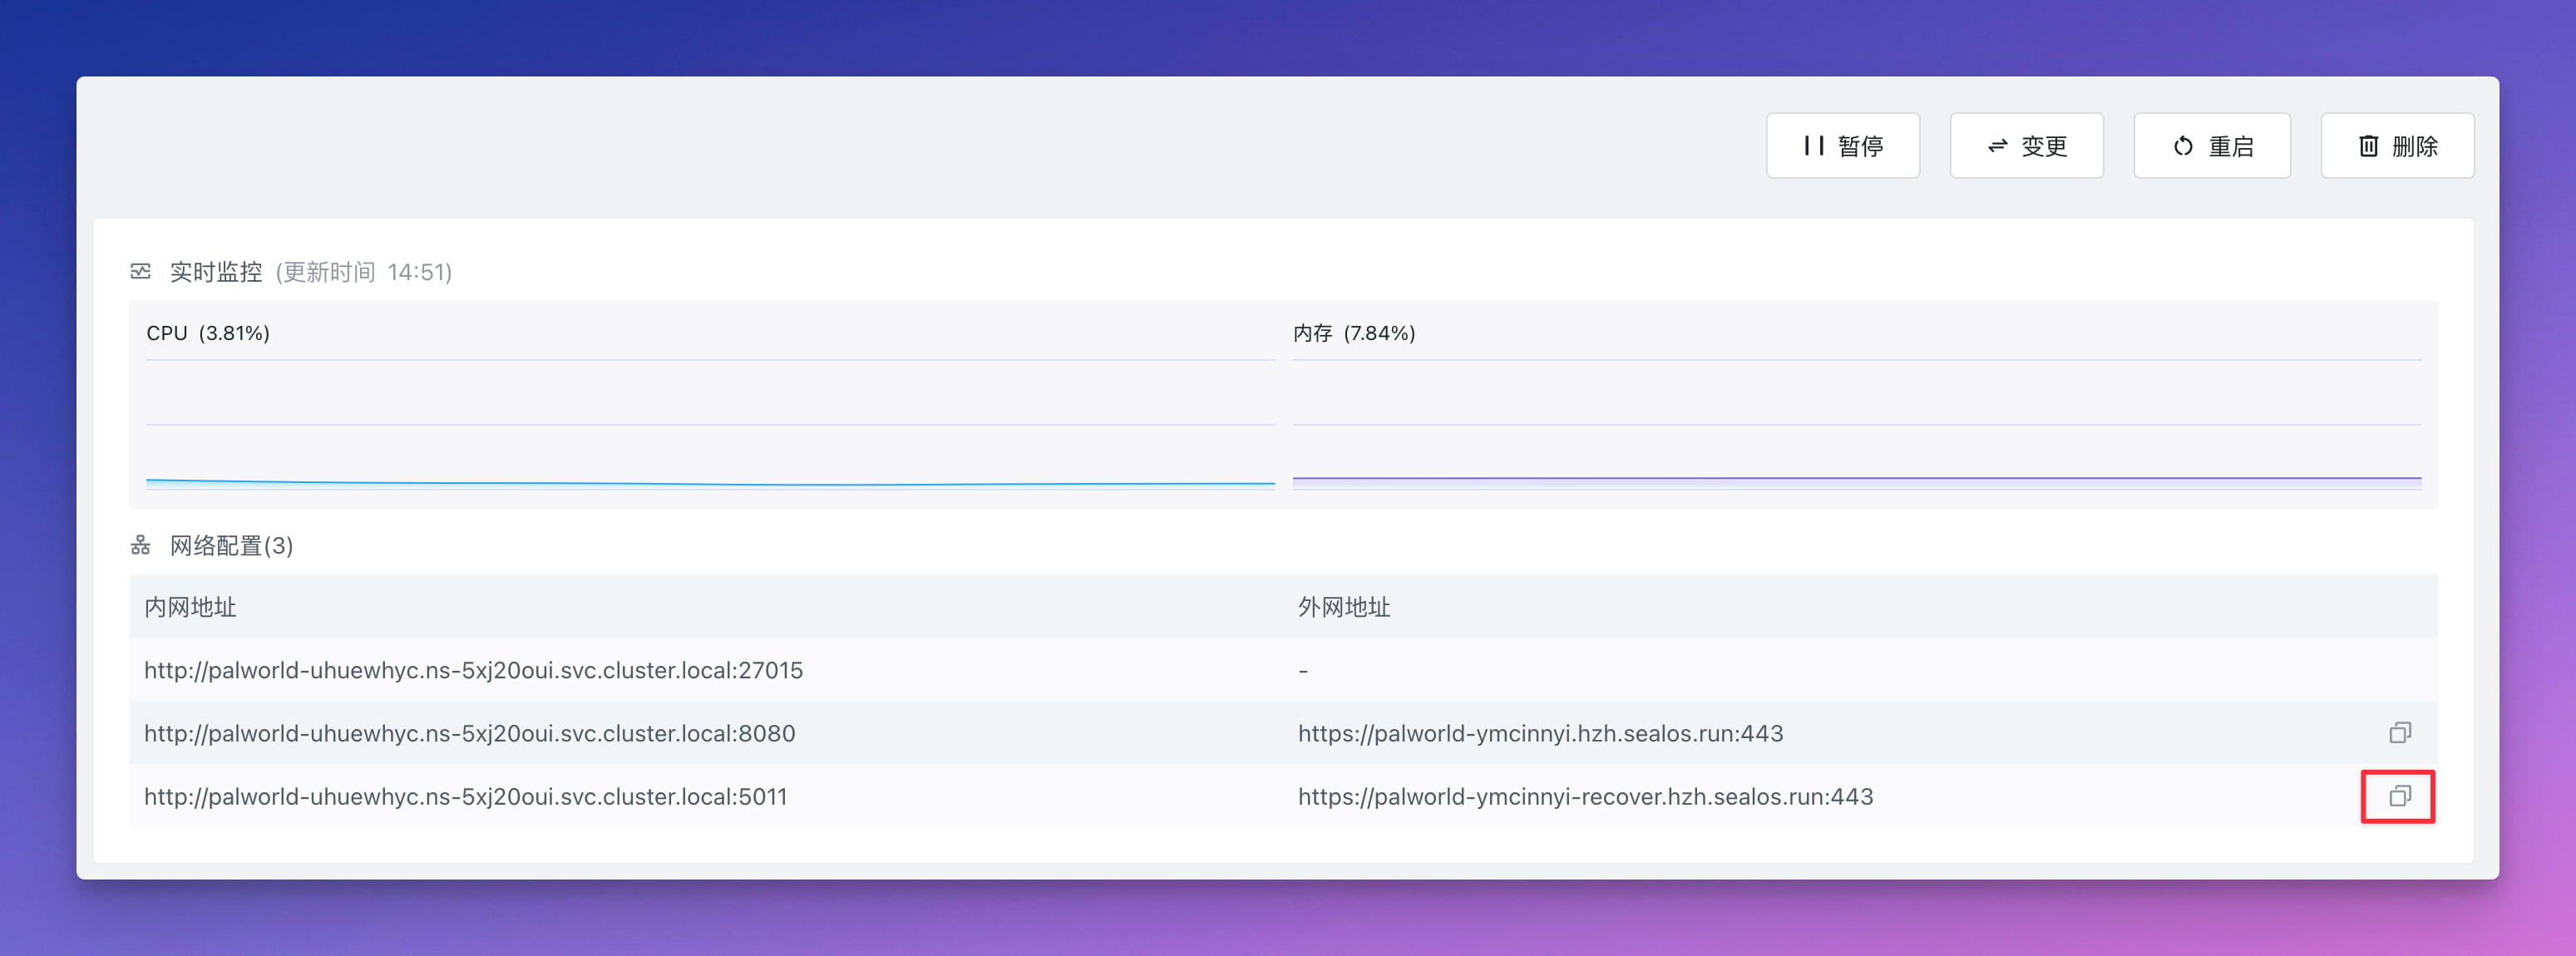 暂停 变更 重启 删除
实时监控 (更新时间 14:51)
CPU (3.81%) 内存 (7.84%)
网络配置(3)
内网地址 外网地址
http://palworld-uhuewhyc.ns-5xj20oui.svc.cluster.local:27015 -
http://palworld-uhuewhyc.ns-5xj20oui.svc.cluster.local:8080 https://palworld-ymcinnyi.hzh.sealos.run:443
http://palworld-uhuewhyc.ns-5xj20oui.svc.cluster.local:5011 https://palworld-ymcinnyi-recover.hzh.sealos.run:443